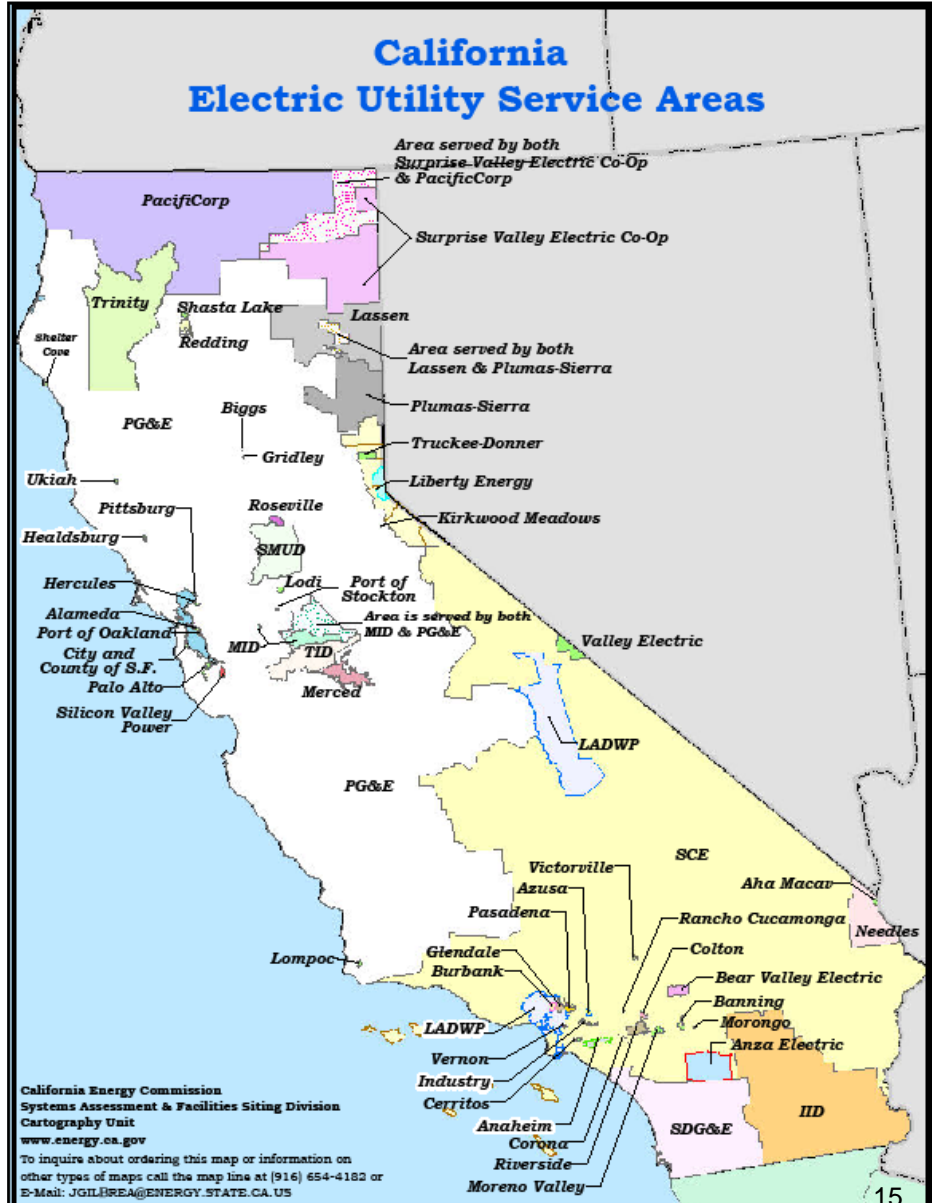 California
Electric Utility Service Areas
Area served by both
Surprise Valley Electric Co-Op
& PacificCorp
PacifiCorp
Surprise Valley Electric Co-Op
Trinity
Shasta Lake
Lassen
Redding
Shelter
Cove
Area served by both
Lassen & Plumas-Sierra
Plumas-Sierra
Biggs
PG&E
Truckee-Donner
Gridley
Ukiah
Liberty Energy
Pittsburg
Roseville
Kirkwood Meadows
Healdsburg
SMUD
Hercules
Lodi
Port of
Stockton
Alameda
Area is served by both
MID & PG&E
Port of Oakland
Valley Electric
City and
County of S.F.
MID
TID
Palo Alto
Merced
Silicon Valley
Power
LADWP
PG&E
SCE
Victorville
Azusa
Aha Macav
Pasadena
Rancho Cucamonga
Needles
Glendale
Colton
Lompoc
Burbank
Bear Valley Electric
Banning
LADWP
Morongo
Vernon
Anza Electric
Industry
Cerritos
Anaheim
IID
Corona
SDG&E
Riverside
Moreno Valley
California Energy Commission
Systems Assessment & Facilities Siting Division
Cartography Unit
www.energy.ca.gov
To inquire about ordering this map or information on
other types of maps call the map line at (916) 654-4182 or
E-Mail: JGILBREA@ENERGY.STATE.CA.US
15